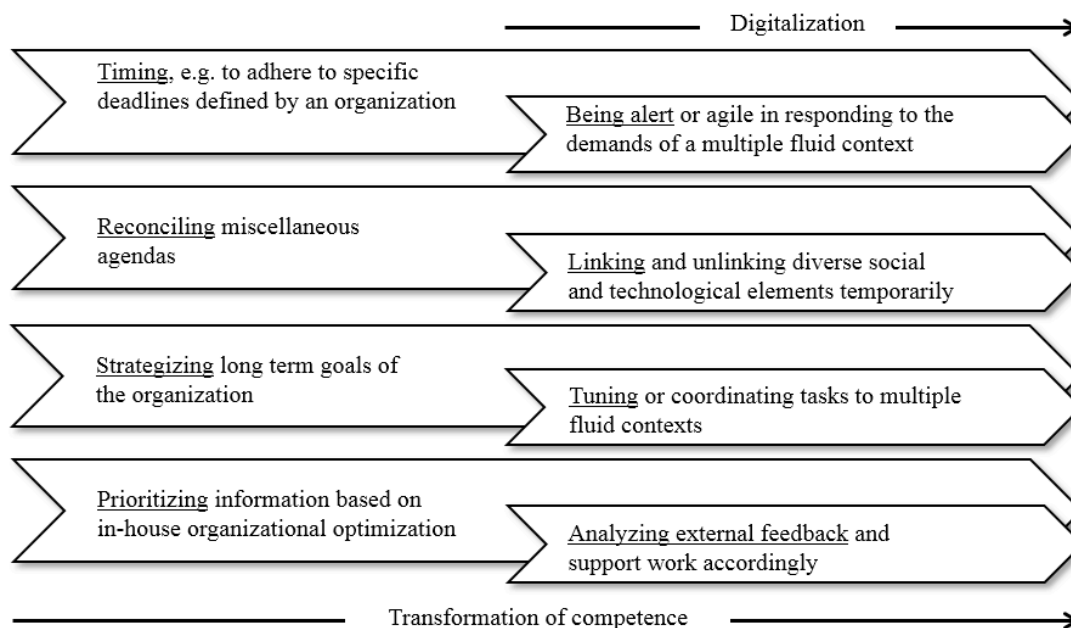 Digitalization
Timing, e.g. to adhere to specific
deadlines defined by an organization
Being alert or agile in responding to the
demands of a multiple fluid context
Reconciling miscellaneous
agendas
Linking and unlinking diverse social
and technological elements temporarily
Strategizing long term goals of
the organization
Tuning or coordinating tasks to multiple
fluid contexts
Prioritizing information based on
in-house organizational optimization
Analyzing external feedback and
support work accordingly
Transformation of competence